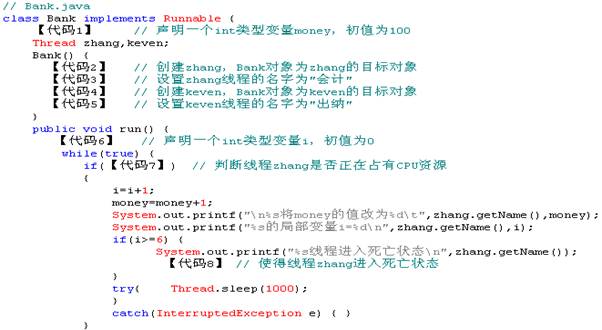 // Bank.java
class Bank implements Runnable {
【代码1】 // 声明一个int类型变量money，初值为100
Thread zhang,keven;
Bank() {
【代码2】 // 创建zhang，Bank对象为zhang的目标对象
【代码3】 // 设置zhang线程的名字为"会计"
【代码4】 // 创建keven，Bank对象为keven的目标对象
【代码5】 // 设置keven线程的名字为"出纳"
}
public void run() {
【代码6】 // 声明一个int类型变量i，初值为0
while(true) {
if(【代码7】) // 判断线程zhang是否正在占有CPU资源
{
i=i+1;
money=money+1;
System.out.printf("\n%s将money的值改为%d\t",zhang.getName(),money);
System.out.printf("%s的局部变量i=%d\n",zhang.getName(),i);
if(i>=6) {
System.out.printf("%s线程进入死亡状态\n",zhang.getName());
【代码8】 // 使得线程zhang进入死亡状态
}
try( Thread.sleep(1000);
}
catch(InterruptedException e) { }
}